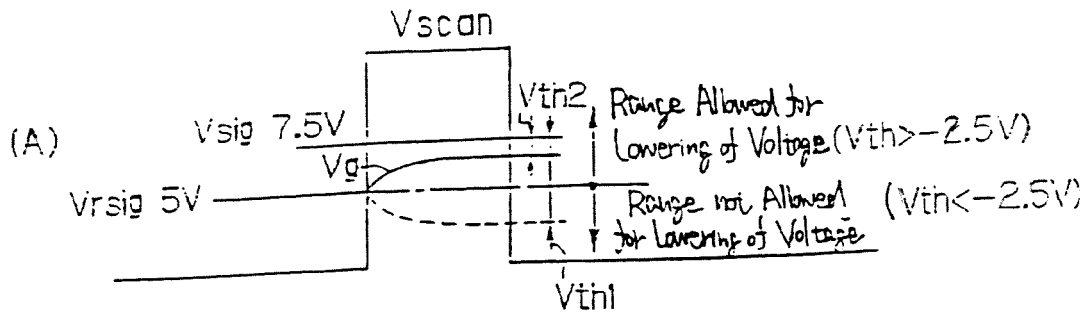 Vscan
Vth2
Range Allowed for
(A)
Vsig 7.5V
Lowering of Voltage (Vth>-2.5V)
Vg
Vrsig 5V
Range not Allowed
(Vth<-2.5V)
for Lowering of Voltage
Vth1